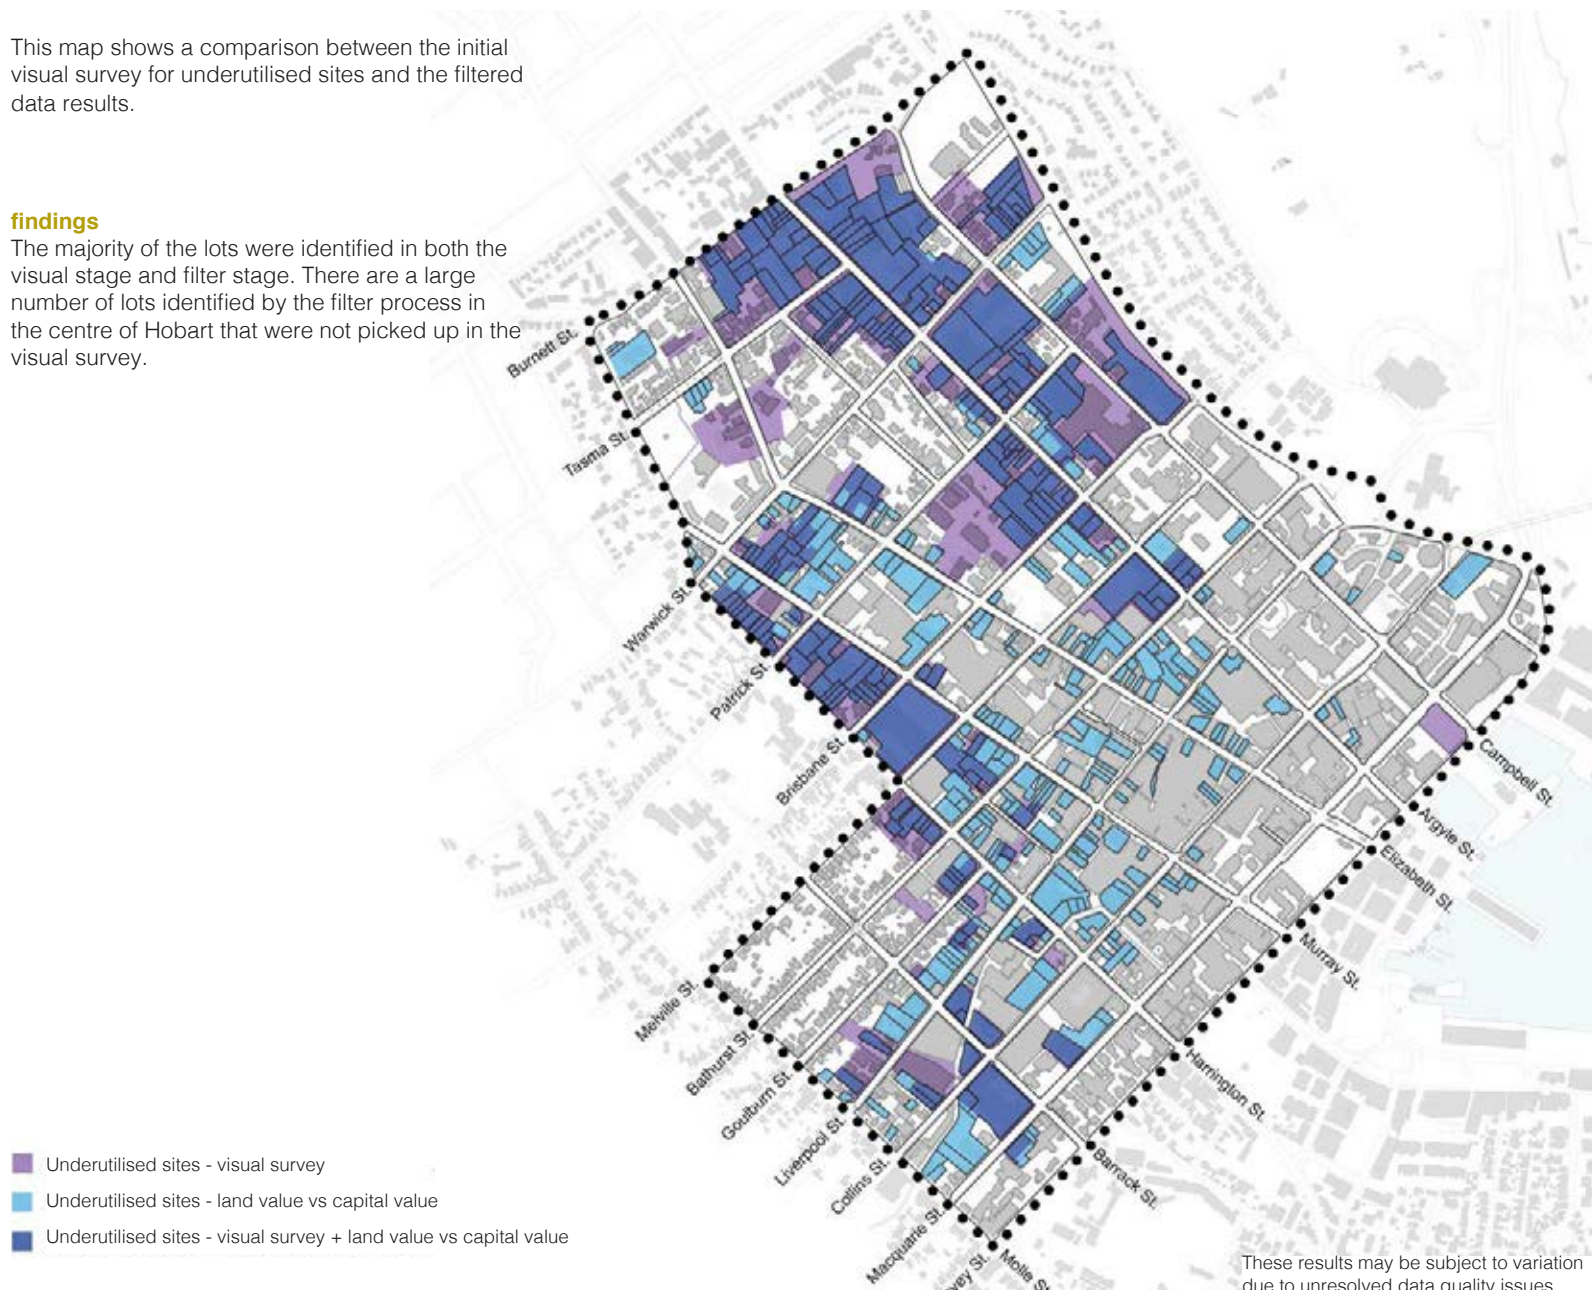 This map shows a comparison between the initial
visual survey for underutilised sites and the filtered
data results.
findings
The majority of the lots were identified in both the
visual stage and filter stage. There are a large
number of lots identified by the filter process in
the centre of Hobart that were not picked up in the
visual survey.
Burnett St.
Tasma St.
Warwick St.
Patrick St.
Brisbane St.
Melville St.
Bathurst St.
Goulburn St.
Liverpool St.
Collins St.
Macquarie St.
vey St.
Molle St.
Barrack St.
Harrington St.
Murray St.
Elizabeth St.
Argyle St.
Campbell St.
Underutilised sites - visual survey
Underutilised sites - land value vs capital value
Underutilised sites - visual survey + land value vs capital value
These results may be subject to variation
due to unresolved data quality issues